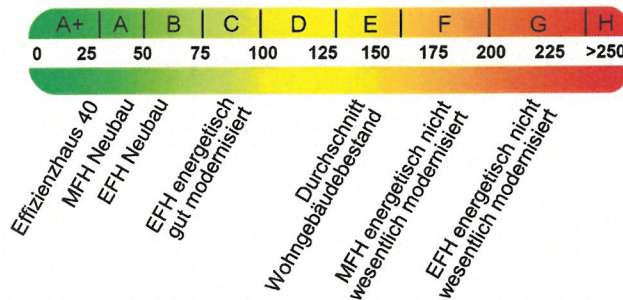 A+ A B C D E F G H
0 25 50 75 100 125 150 175 200 225 >250
Effizienzhaus 40
MFH Neubau
EFH Neubau
EFH energetisch
gut modernisiert
Durchschnitt
Wohngebäudebestand
MFH energetisch nicht
wesentlich modernisiert
EFH energetisch nicht
wesentlich modernisiert